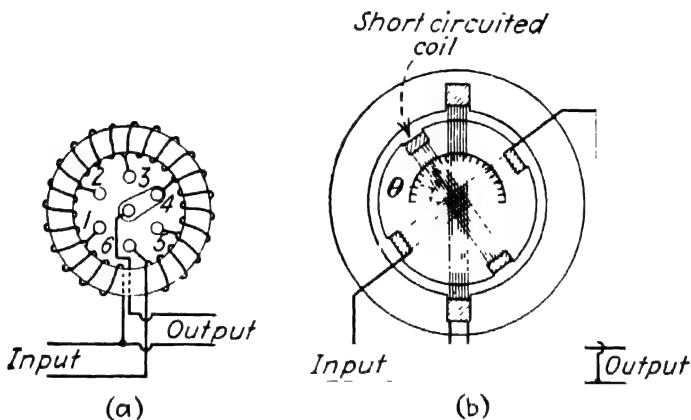 Short circuited
coil
2
3
4
1
6
5
θ
Output
Input
Input
Output
(a)
(b)